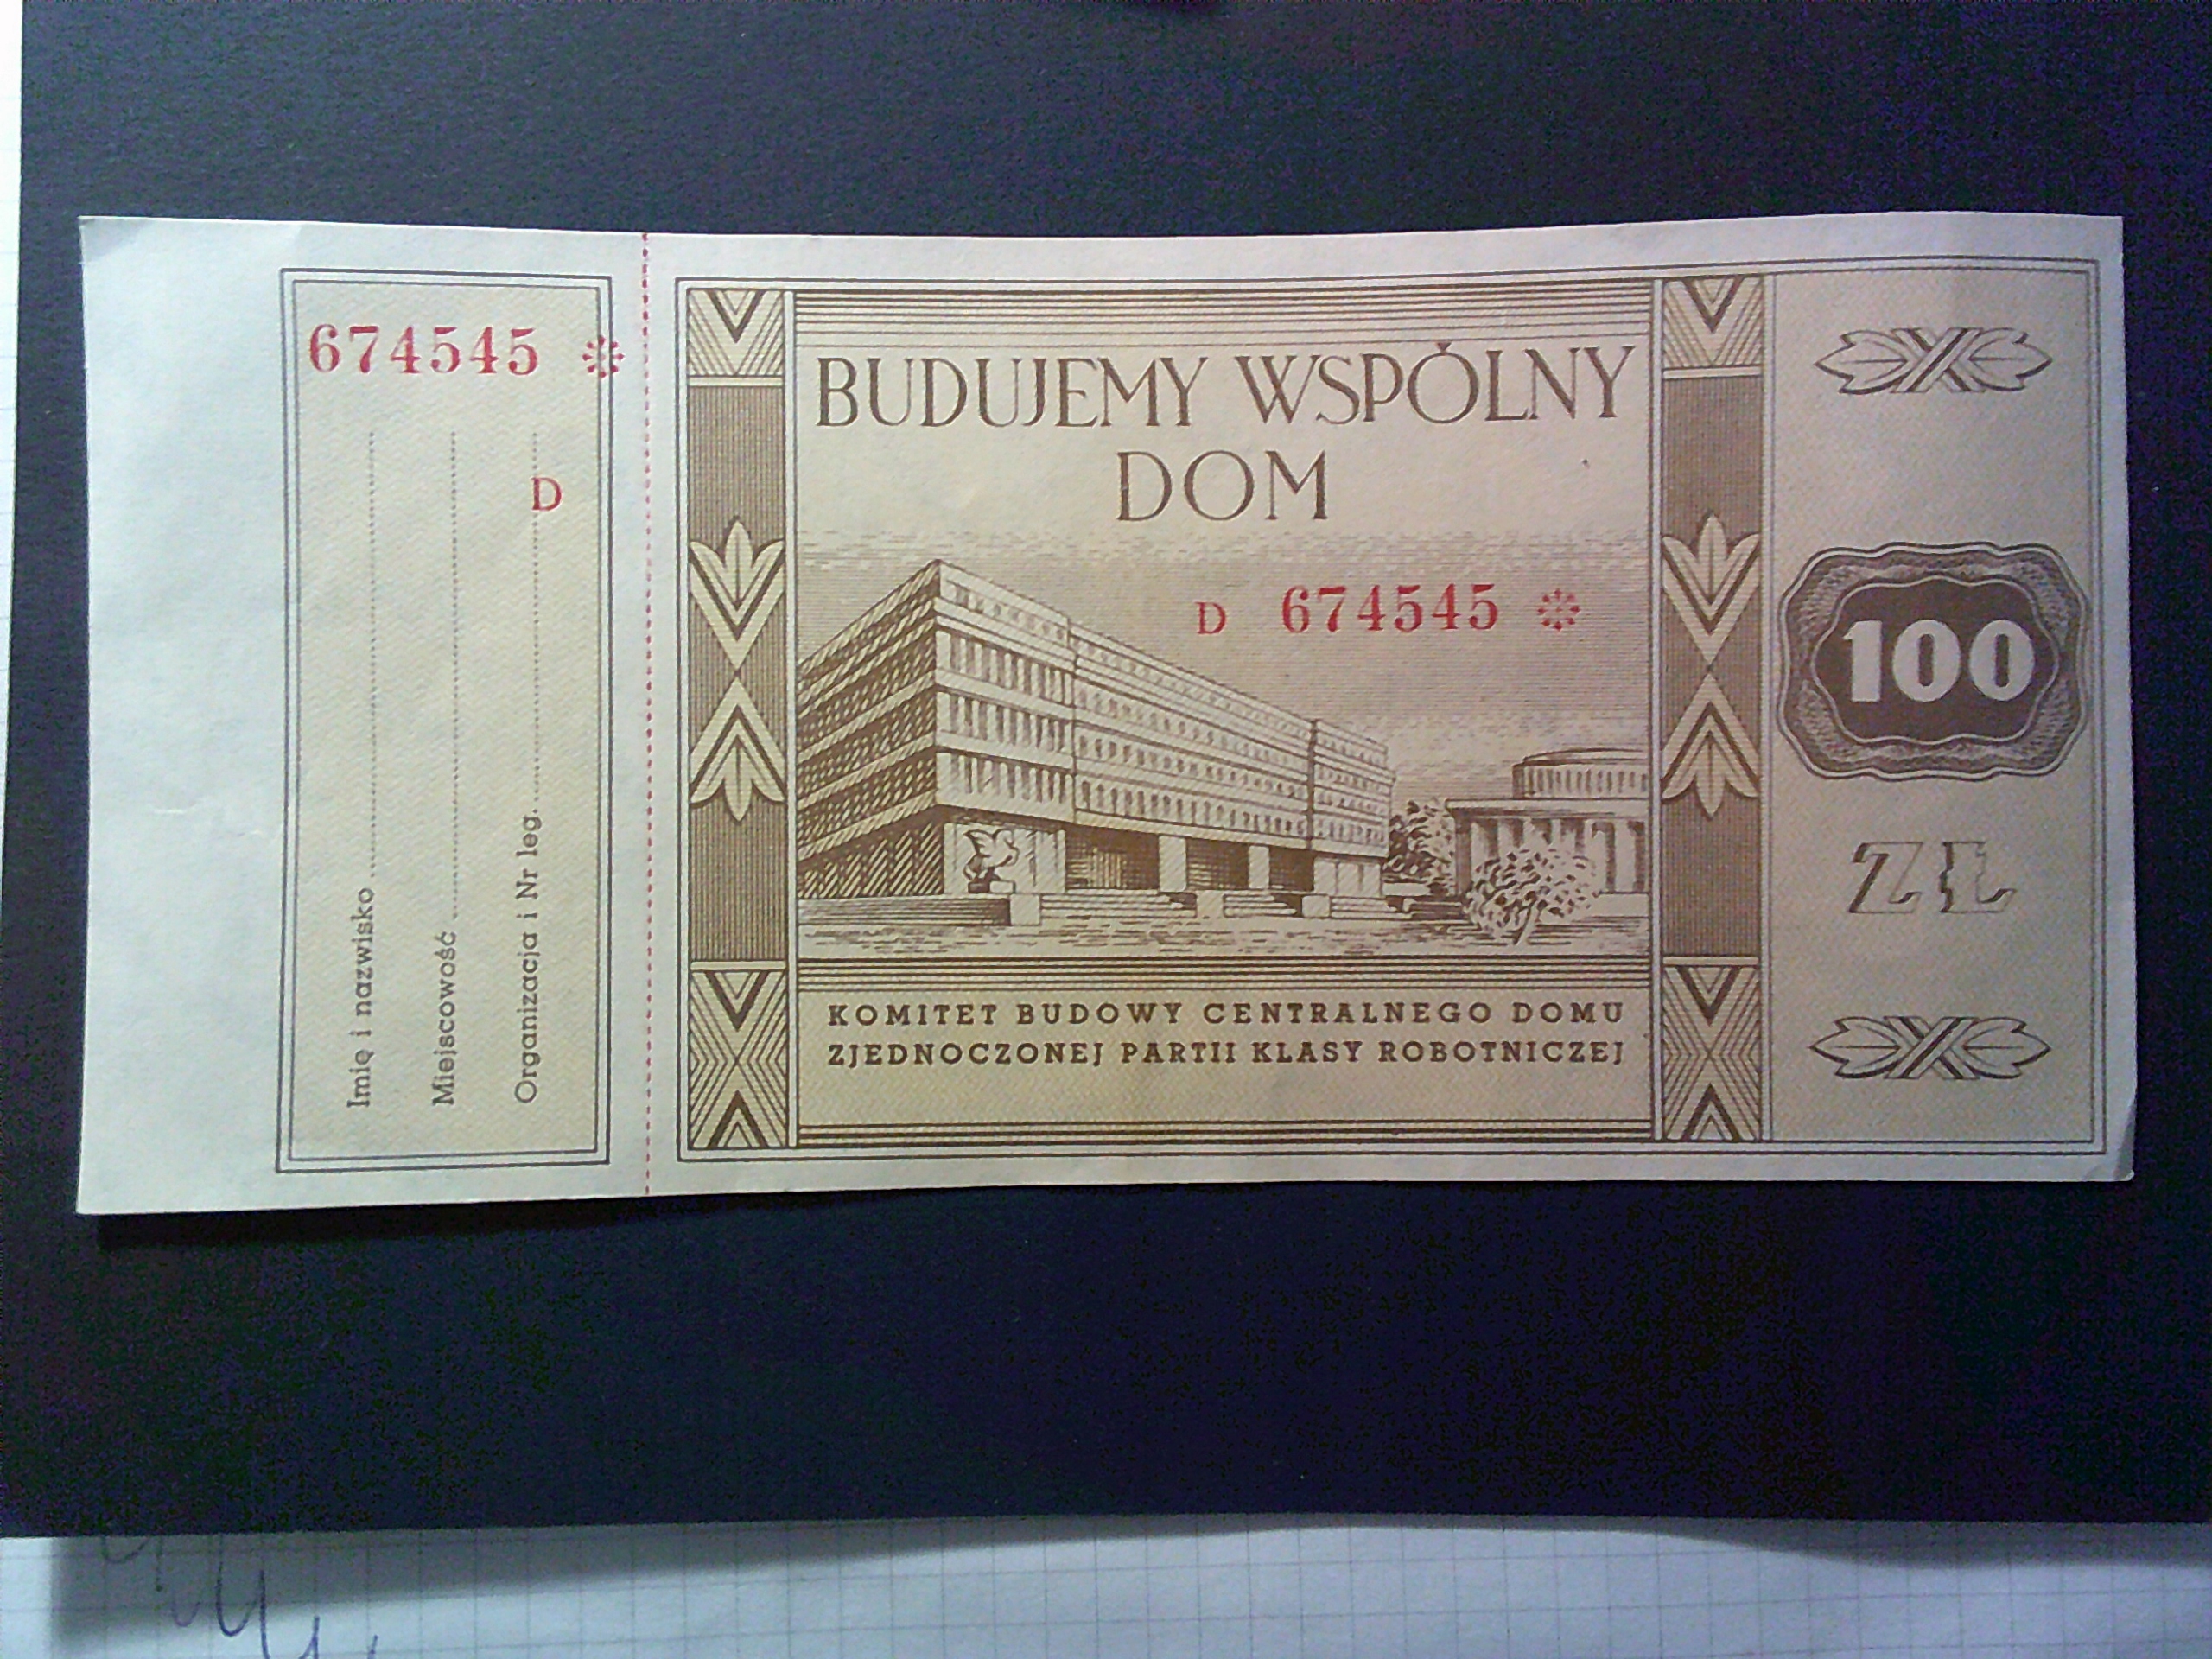 674545
D
Imię i nazwisko
Miejscowość
Organizacja i Nr leg.
BUDUJEMY WSPÓLNY
DOM
D 674545
KOMITET BUDOWY CENTRALNEGO DOMU
ZJEDNOCZONEJ PARTII KLASY ROBOTNICZEJ
100
ZŁ